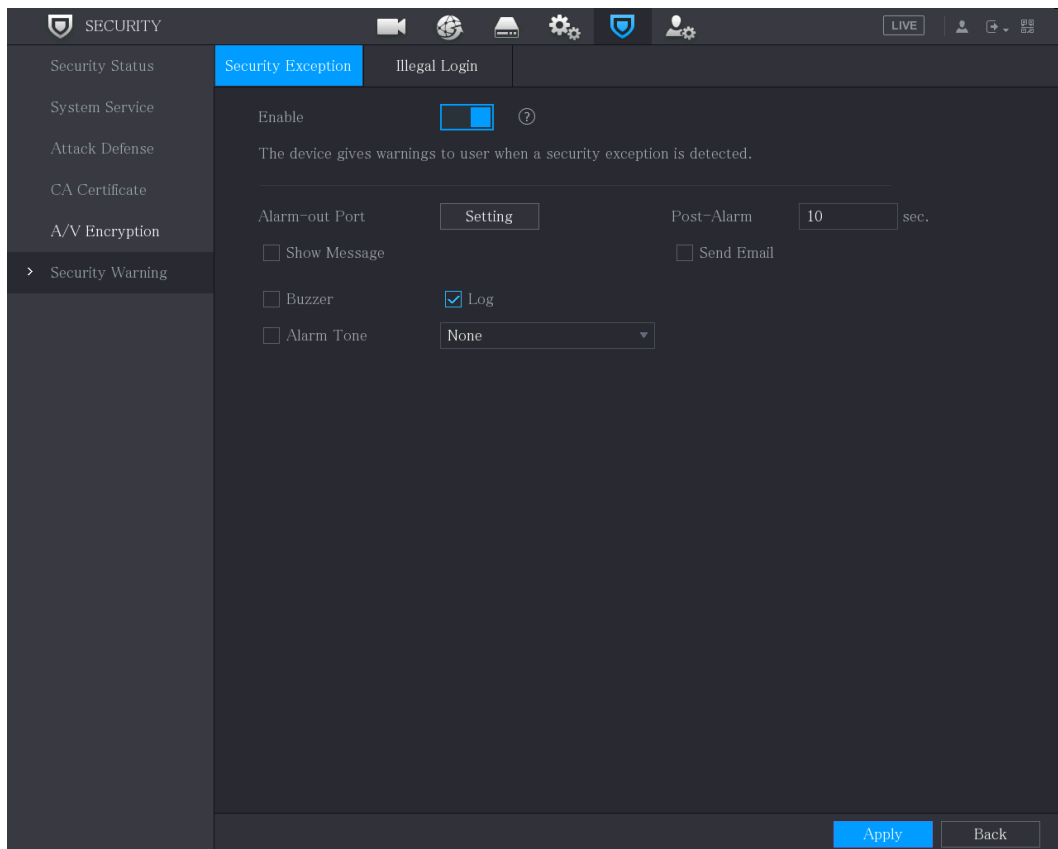 SECURITY
LIVE
Security Status
System Service
Attack Defense
CA Certificate
A/V Encryption
Security Warning
Security Exception
Illegal Login
Enable
?
The device gives warnings to user when a security exception is detected.
Alarm-out Port
Setting
Post-Alarm
10
sec.
Show Message
Send Email
Buzzer
Log
Alarm Tone
None
Apply
Back